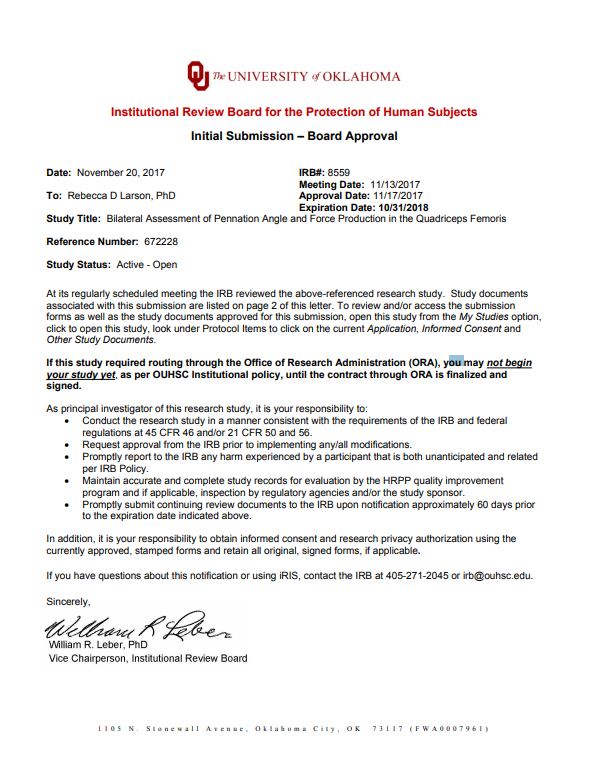 The UNIVERSITY of OKLAHOMA
Institutional Review Board for the Protection of Human Subjects
Initial Submission – Board Approval
Date: November 20, 2017
IRB#: 8559
Meeting Date: 11/13/2017
To: Rebecca D Larson, PhD
Approval Date: 11/17/2017
Expiration Date: 10/31/2018
Study Title: Bilateral Assessment of Pennation Angle and Force Production in the Quadriceps Femoris
Reference Number: 672228
Study Status: Active - Open
At its regularly scheduled meeting the IRB reviewed the above-referenced research study. Study documents
associated with this submission are listed on page 2 of this letter. To review and/or access the submission
forms as well as the study documents approved for this submission, open this study from the My Studies option,
click to open this study, look under Protocol Items to click on the current Application, Informed Consent and
Other Study Documents.
If this study required routing through the Office of Research Administration (ORA), you may not begin
your study yet, as per OUHSC Institutional policy, until the contract through ORA is finalized and
signed.
As principal investigator of this research study, it is your responsibility to:
• Conduct the research study in a manner consistent with the requirements of the IRB and federal
regulations at 45 CFR 46 and/or 21 CFR 50 and 56.
• Request approval from the IRB prior to implementing any/all modifications.
• Promptly report to the IRB any harm experienced by a participant that is both unanticipated and related
per IRB Policy.
• Maintain accurate and complete study records for evaluation by the HRPP quality improvement
program and if applicable, inspection by regulatory agencies and/or the study sponsor.
• Promptly submit continuing review documents to the IRB upon notification approximately 60 days prior
to the expiration date indicated above.
In addition, it is your responsibility to obtain informed consent and research privacy authorization using the
currently approved, stamped forms and retain all original, signed forms, if applicable.
If you have questions about this notification or using iRIS, contact the IRB at 405-271-2045 or irb@ouhsc.edu.
Sincerely,
William R Leber
William R. Leber, PhD
Vice Chairperson, Institutional Review Board
1105 N. Stonewall Avenue, Oklahoma City, OK 73117 (FWA0007961)